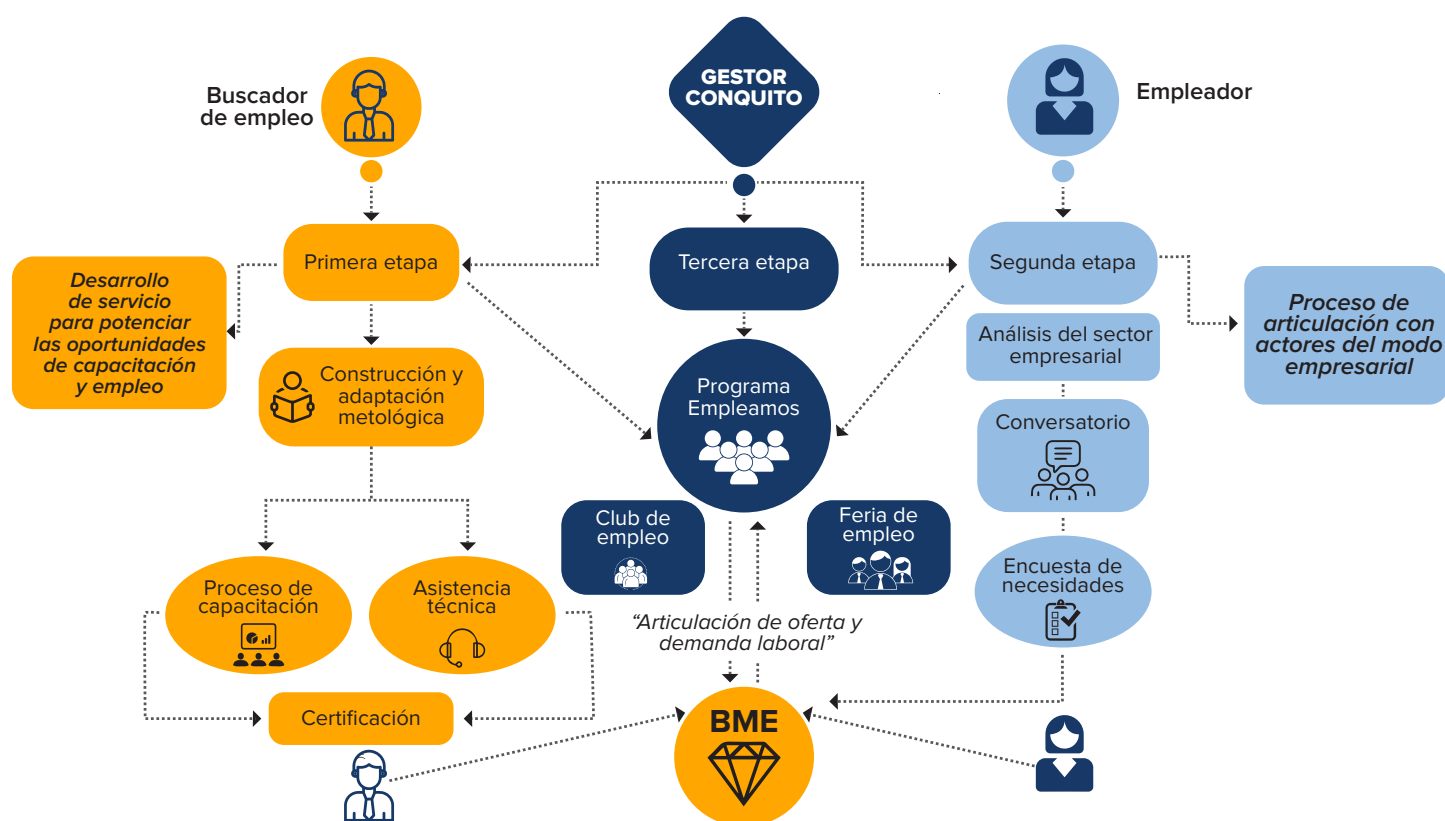 GESTOR
CONQUITO
Buscador
de empleo
Empleador
Primera etapa
Tercera etapa
Segunda etapa
Desarrollo
de servicio
para potenciar
las oportunidades
de capacitación
y empleo
Proceso de
articulación con
actores del modo
empresarial
Análisis del sector
empresarial
Construcción y
adaptación
metológica
Programa
Empleamos
Conversatorio
Club de
empleo
Feria de
empleo
Encuesta de
necesidades
Proceso de
capacitación
Asistencia
técnica
“Articulación de oferta y
demanda laboral”
Certificación
BME